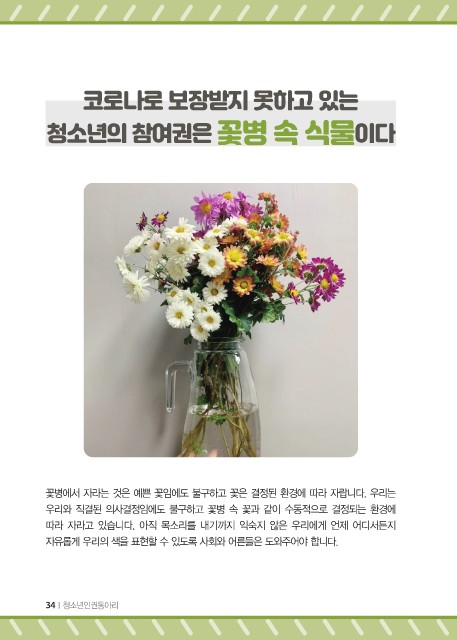 코로나로 보장받지 못하고 있는
청소년의 참여권은 꽃병 속 식물이다
꽃병에서 자라는 것은 예쁜 꽃임에도 불구하고 꽃은 결정된 환경에 따라 자랍니다. 우리는
우리와 직결된 의사결정임에도 불구하고 꽃병 속 꽃과 같이 수동적으로 결정되는 환경에
따라 자라고 있습니다. 아직 목소리를 내기까지 익숙지 않은 우리에게 언제 어디서든지
자유롭게 우리의 색을 표현할 수 있도록 사회와 어른들은 도와주어야 합니다.
34 | 청소년인권동아리